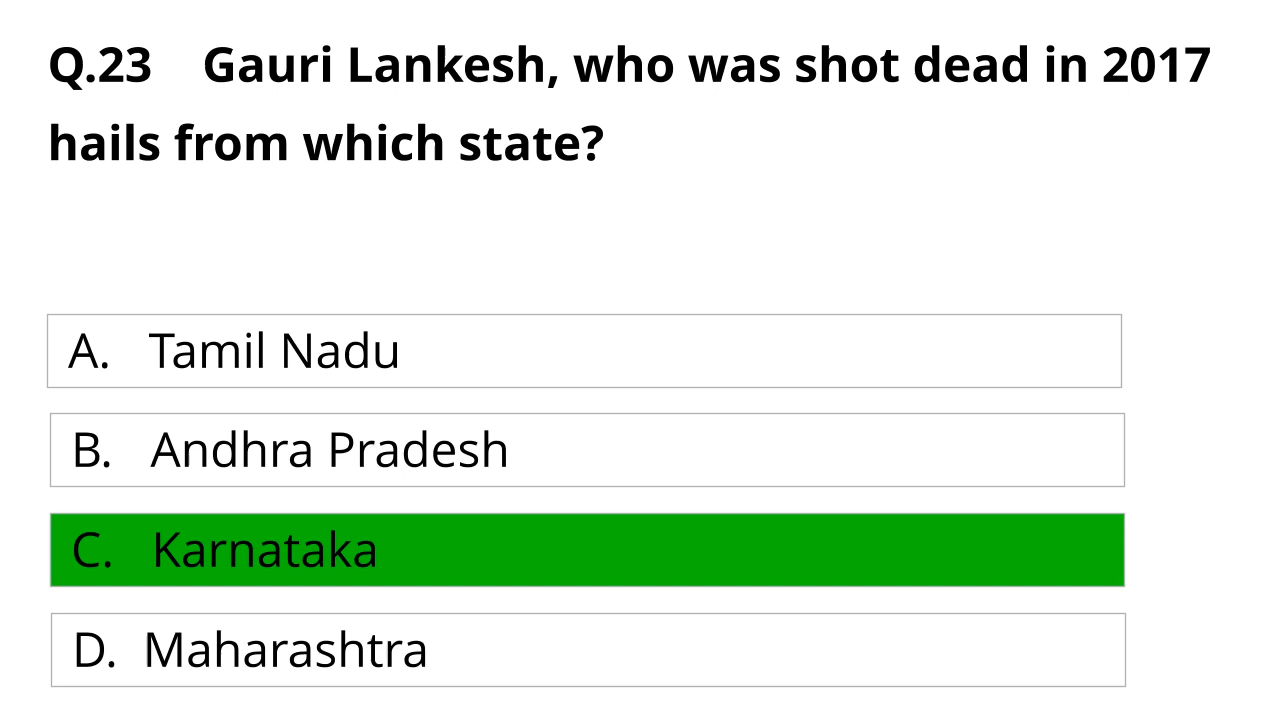 Q.23 Gauri Lankesh, who was shot dead in 2017
hails from which state?
A. Tamil Nadu
B. Andhra Pradesh
C. Karnataka
D. Maharashtra